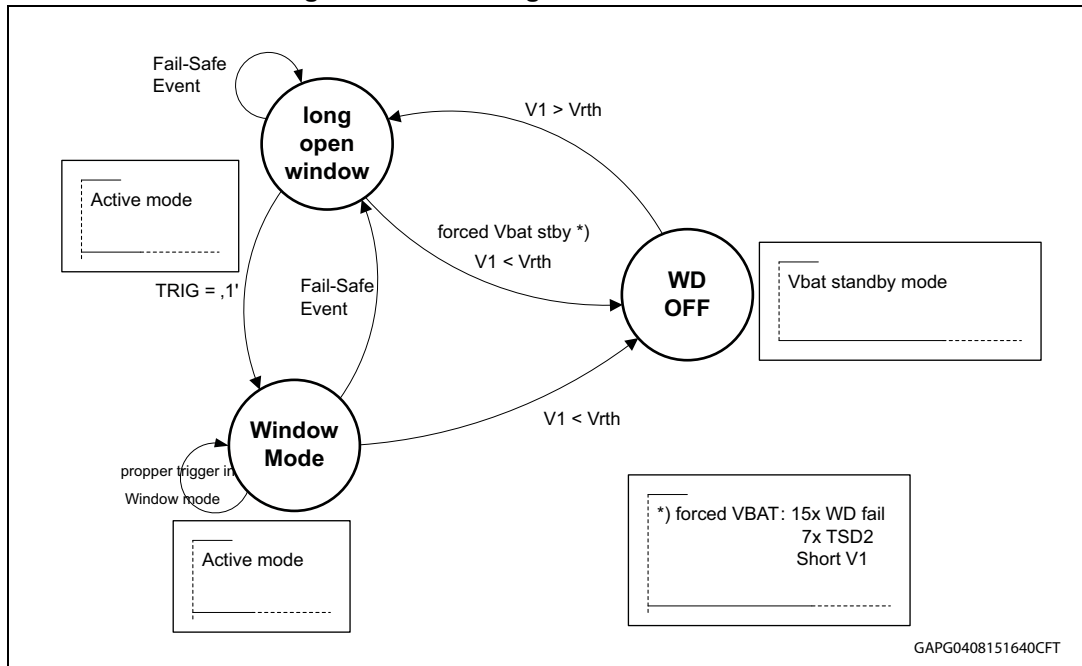 Fail-Safe
Event
long
open
window
V1 > Vrth
Active mode
forced Vbat stby *)
V1 < Vrth
WD
OFF
Vbat standby mode
TRIG = ‚1'
Fail-Safe
Event
V1 < Vrth
Window
Mode
propper trigger in
Window mode
Active mode
*) forced VBAT: 15x WD fail
7x TSD2
Short V1
GAPG0408151640CFT